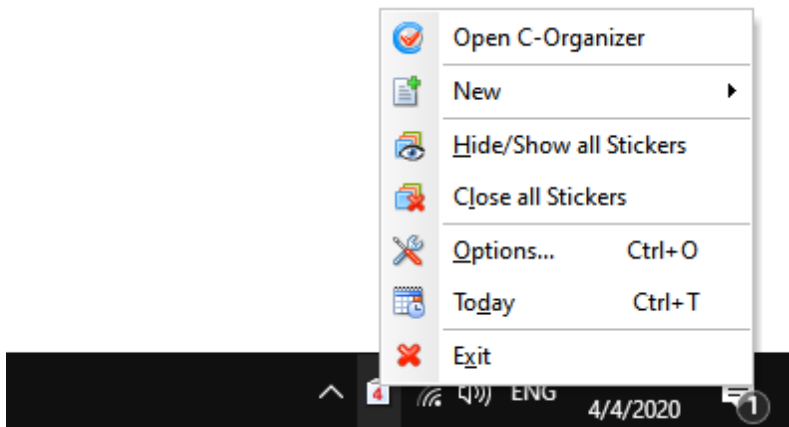 Open C-Organizer
New
Hide/Show all Stickers
Close all Stickers
Options... Ctrl+O
Today Ctrl+T
Exit
4 ENG 4/4/2020 1